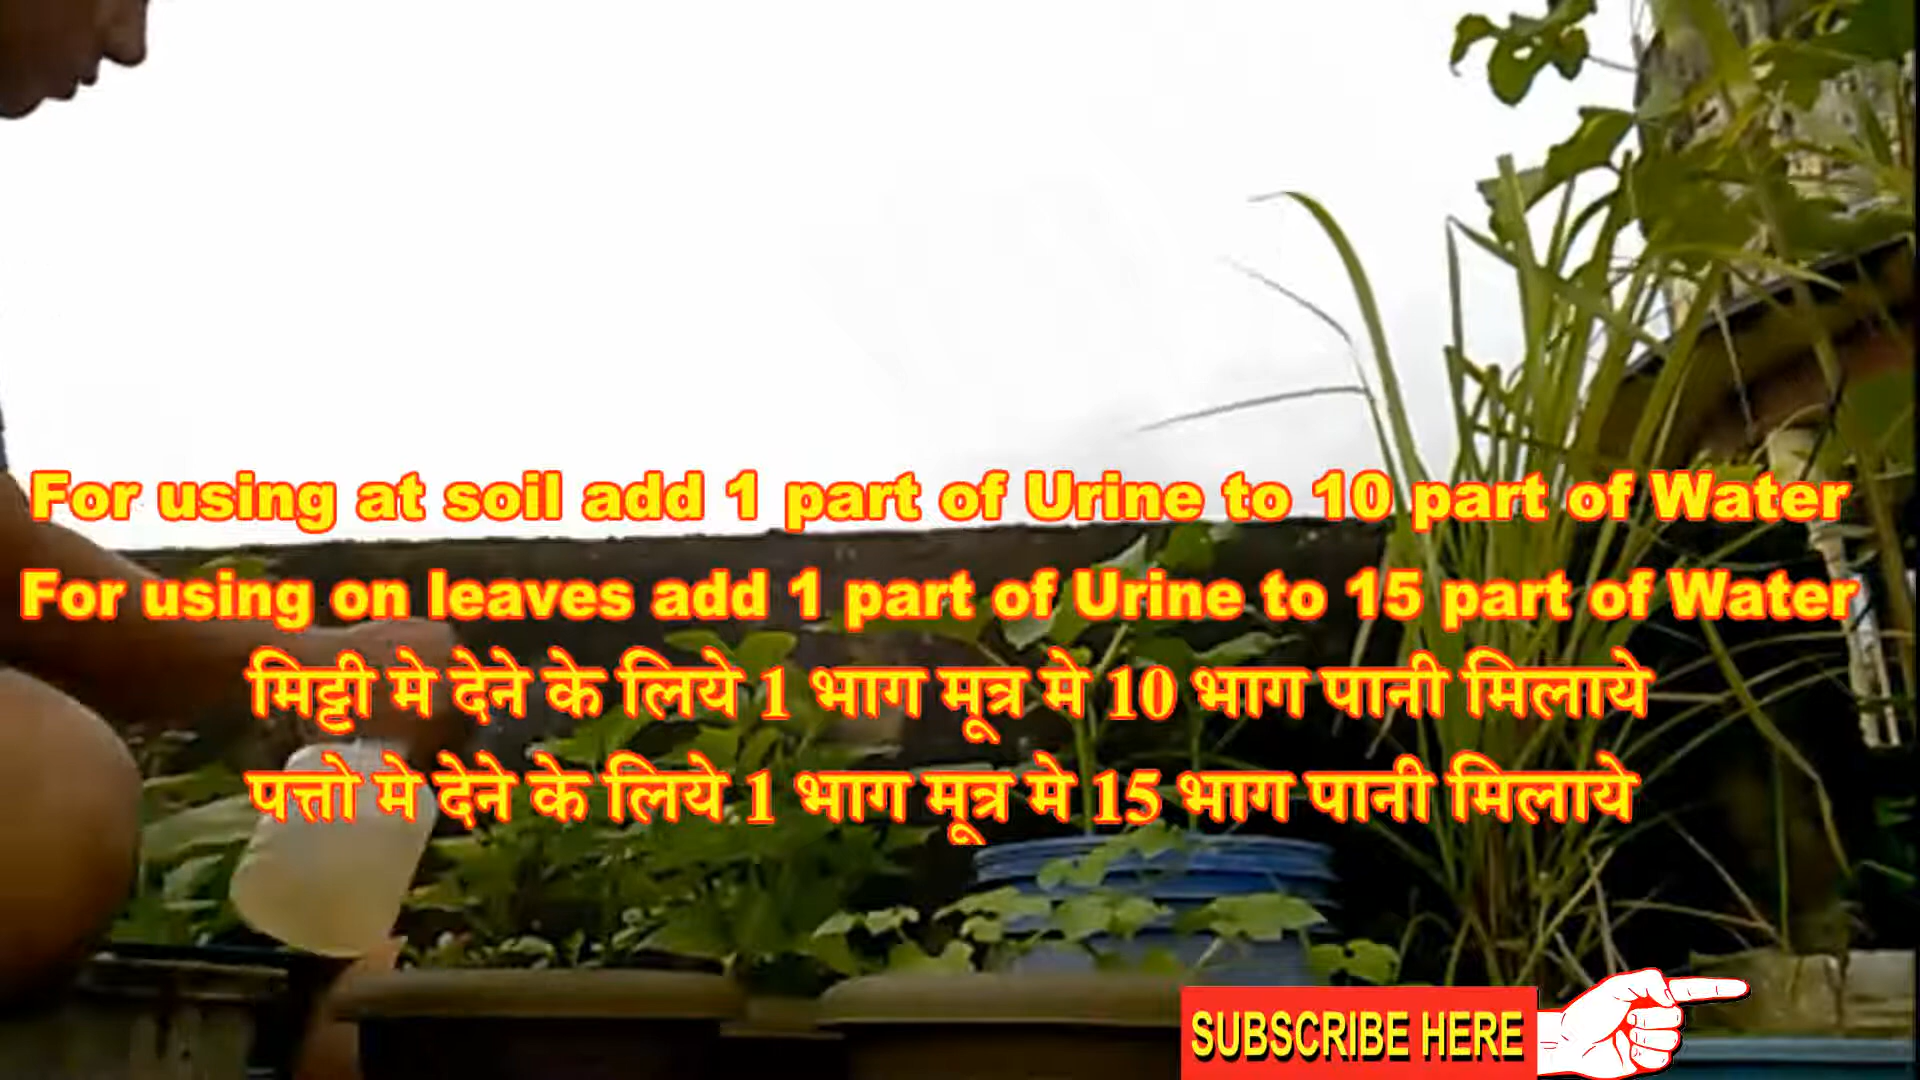 For using at soil add 1 part of Urine to 10 part of Water
For using on leaves add 1 part of Urine to 15 part of Water
मिट्टी मे देने के लिये 1 भाग मूत्र मे 10 भाग पानी मिलाये
पत्तो मे देने के लिये 1 भाग मूत्र मे 15 भाग पानी मिलाये
SUBSCRIBE HERE